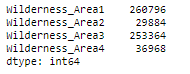 Wilderness_Area1    260796
Wilderness_Area2     29884
Wilderness_Area3    253364
Wilderness_Area4     36968
dtype: int64